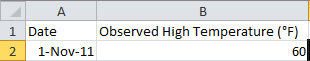 A B
1 Date Observed High Temperature (°F)
2 1-Nov-11 60